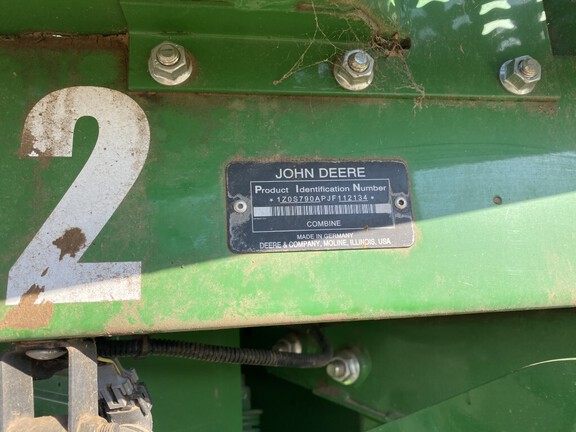 2
JOHN DEERE
Product Identification Number
*1Z0S790APJF112134*
COMBINE
MADE IN GERMANY
DEERE & COMPANY, MOLINE, ILLINOIS, USA